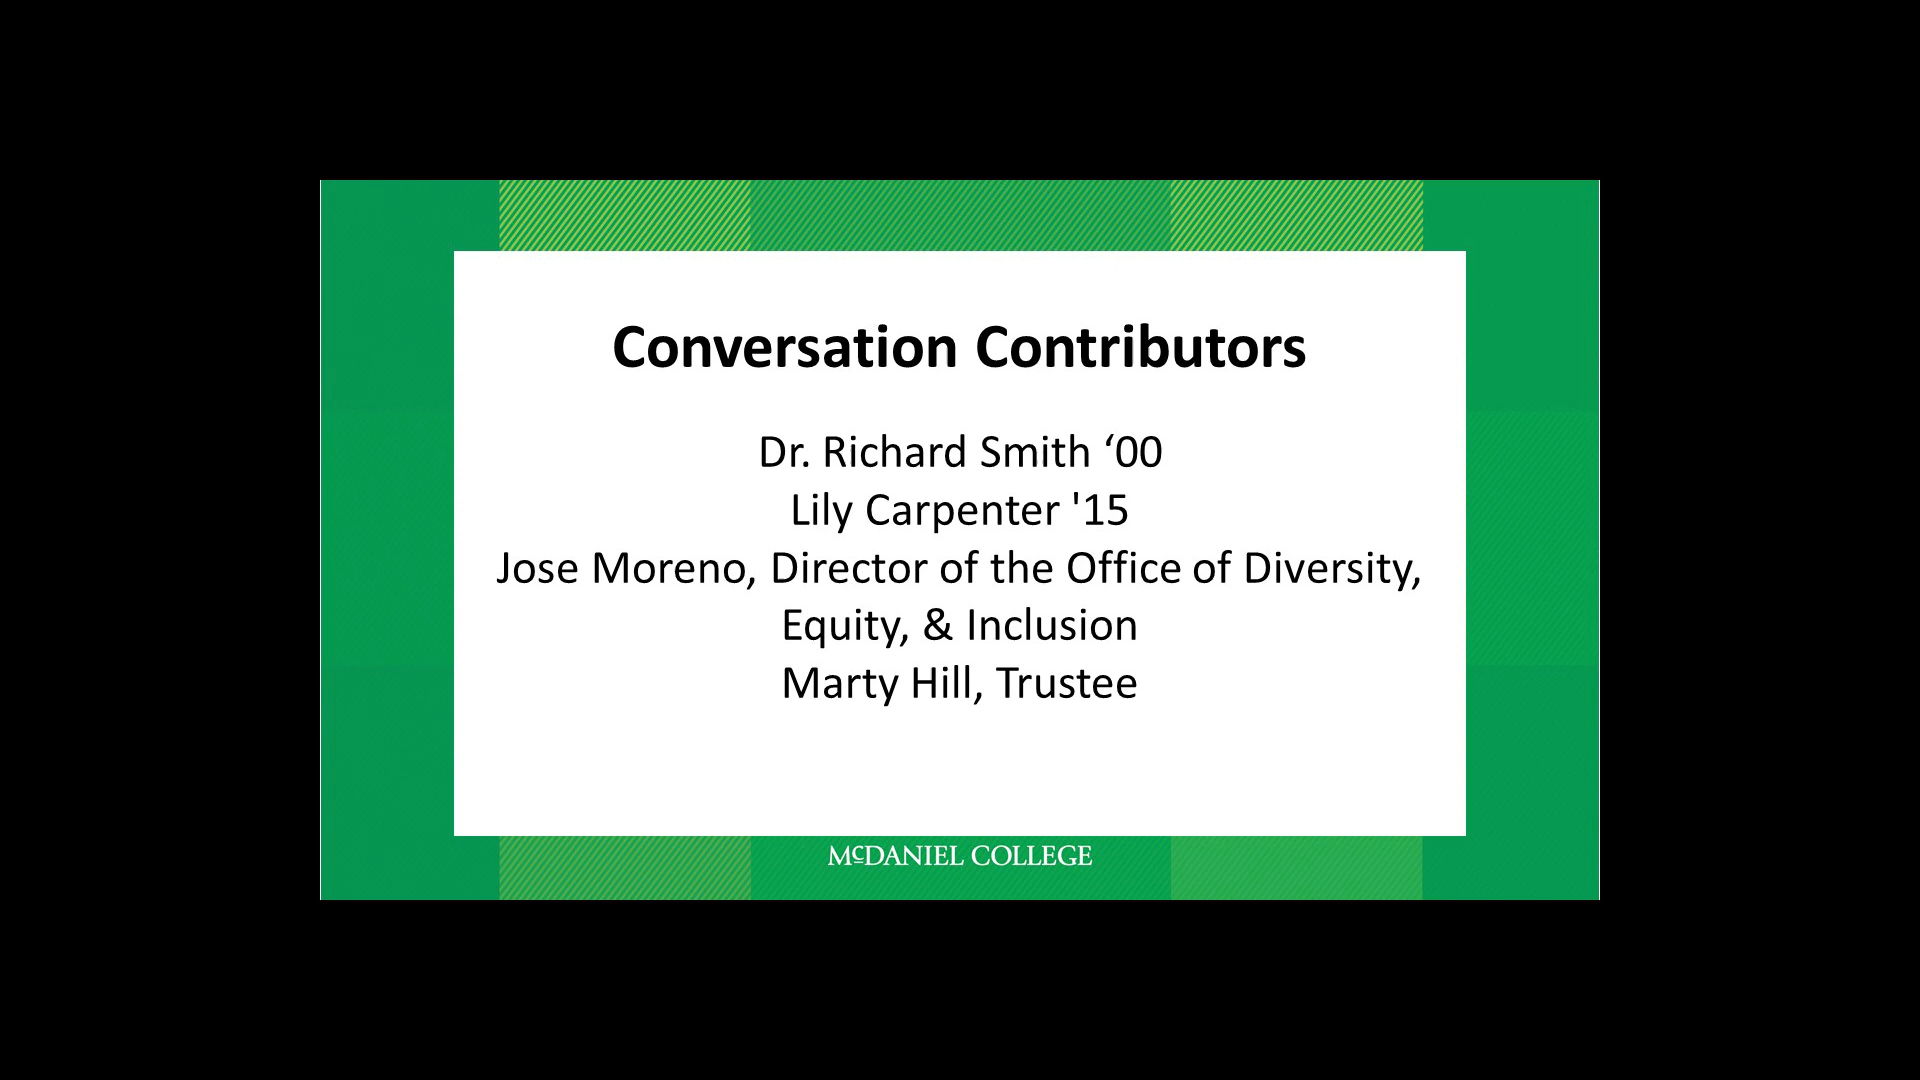 Conversation Contributors
Dr. Richard Smith ‘00
Lily Carpenter '15
Jose Moreno, Director of the Office of Diversity,
Equity, & Inclusion
Marty Hill, Trustee
McDANIEL COLLEGE